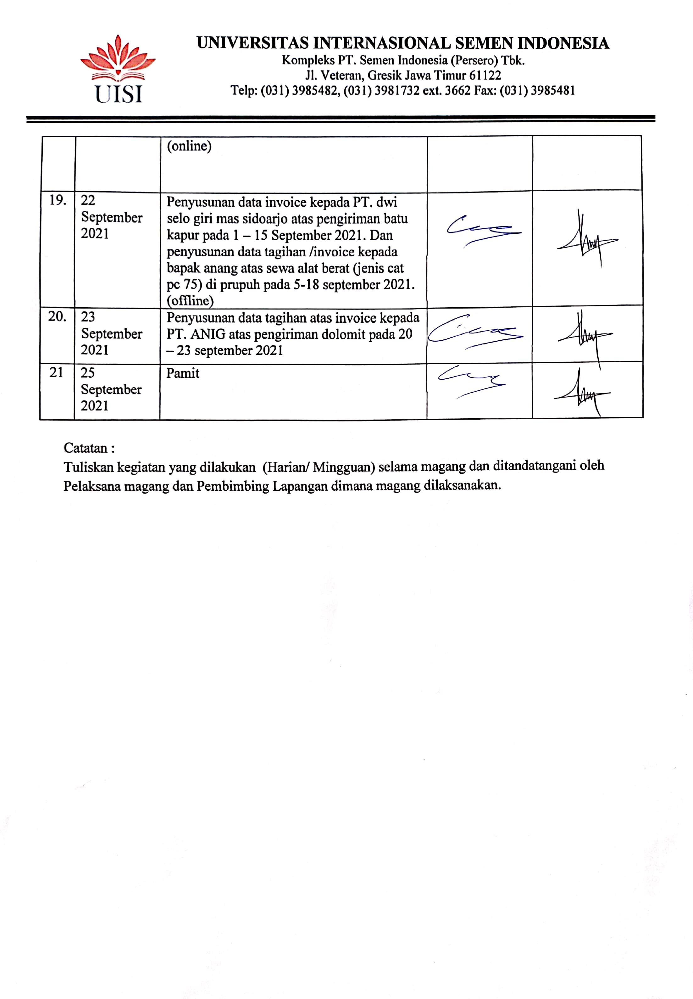 UISI
UNIVERSITAS INTERNASIONAL SEMEN INDONESIA
Kompleks PT. Semen Indonesia (Persero) Tbk.
Jl. Veteran, Gresik Jawa Timur 61122
Telp: (031) 3985482, (031) 3981732 ext. 3662 Fax: (031) 3985481
(online)
19.
22
September
2021
Penyusunan data invoice kepada PT. dwi
selo giri mas sidoarjo atas pengiriman batu
kapur pada 1 – 15 September 2021. Dan
penyusunan data tagihan /invoice kepada
bapak anang atas sewa alat berat (jenis cat
pc 75) di prupuh pada 5-18 september 2021.
(offline)
20.
23
September
2021
Penyusunan data tagihan atas invoice kepada
PT. ANIG atas pengiriman dolomit pada 20
– 23 september 2021
21
25
September
2021
Pamit
Catatan :
Tuliskan kegiatan yang dilakukan  (Harian/ Mingguan) selama magang dan ditandatangani oleh
Pelaksana magang dan Pembimbing Lapangan dimana magang dilaksanakan.